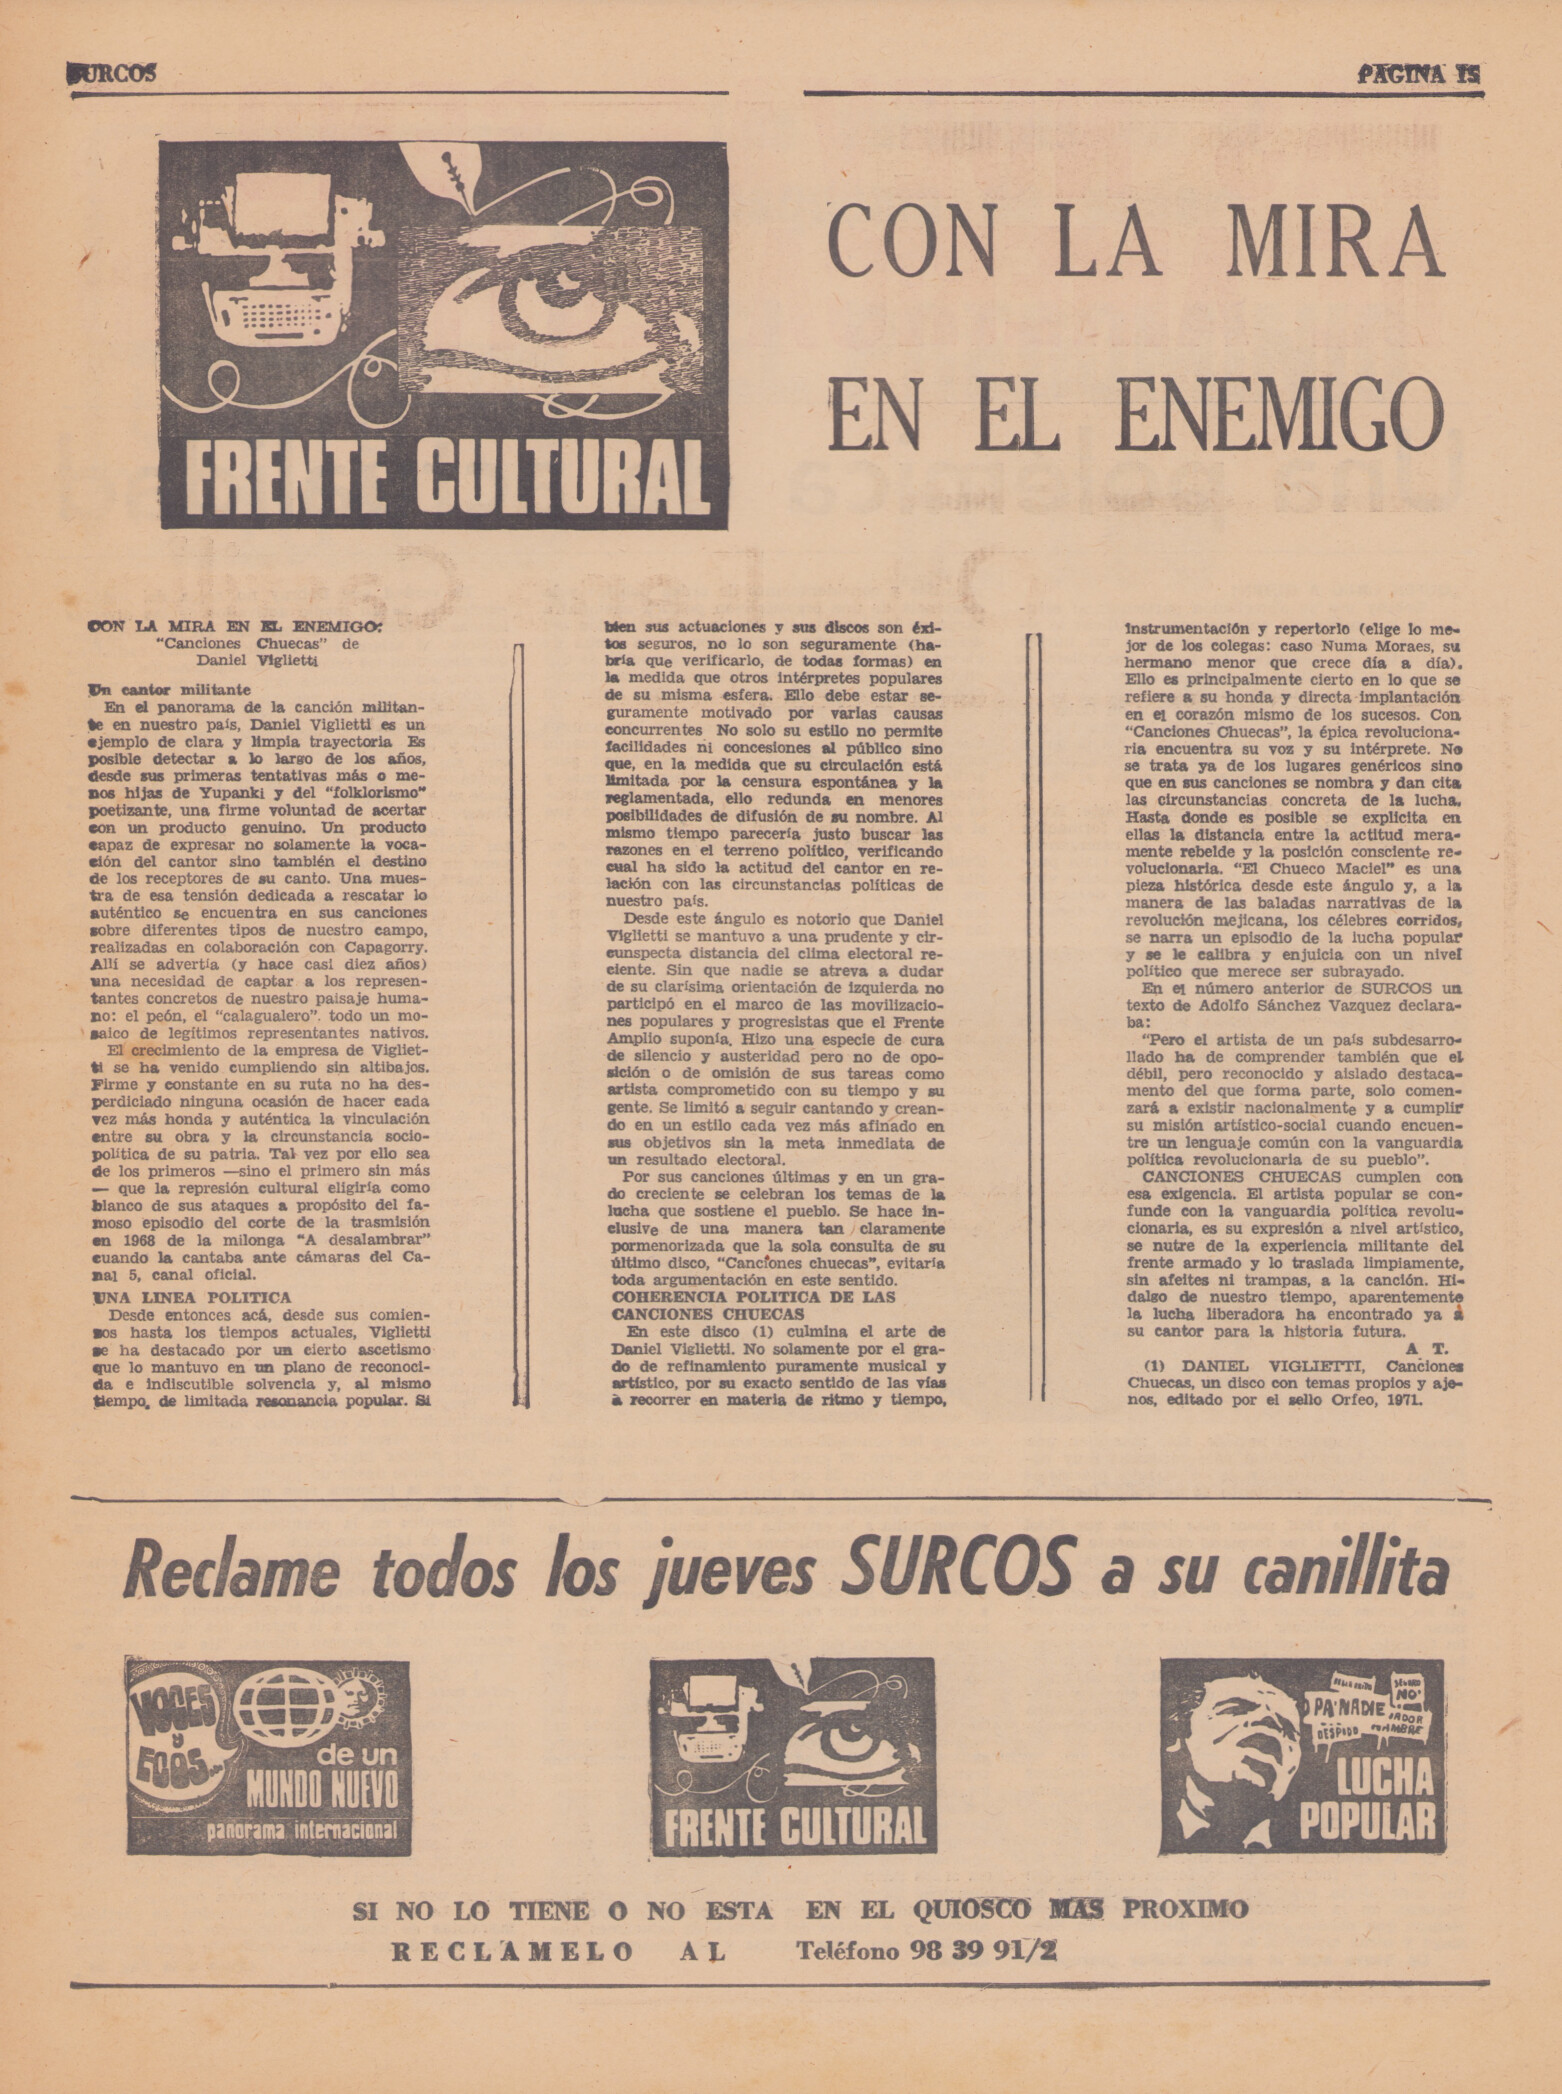 SURCOS
PAGINA 15
FRENTE CULTURAL
CON LA MIRA
EN EL ENEMIGO
CON LA MIRA EN EL ENEMIGO:
"Canciones Chuecas" de
Daniel Viglietti
Un cantor militante
En el panorama de la canción militan-
te en nuestro país, Daniel Viglietti es un
ejemplo de clara y limpia trayectoria Es
posible detectar a lo largo de los años,
desde sus primeras tentativas más o me-
nos hijas de Yupanki y del "folklorismo"
poetizante, una firme voluntad de acertar
con un producto genuino. Un producto
capaz de expresar no solamente la voca-
ción del cantor sino también el destino
de los receptores de su canto. Una mues-
tra de esa tensión dedicada a rescatar lo
auténtico se encuentra en sus canciones
sobre diferentes tipos de nuestro campo,
realizadas en colaboración con Capagorry.
Allí se advertía (y hace casi diez años)
una necesidad de captar a los represen-
tantes concretos de nuestro paisaje huma-
no: el peón, el "calagualero". todo un mo-
saico de legítimos representantes nativos.
El crecimiento de la empresa de Vigliet-
ti se ha venido cumpliendo sin altibajos.
Firme y constante en su ruta no ha des-
perdiciado ninguna ocasión de hacer cada
vez más honda y auténtica la vinculación
entre su obra y la circunstancia socio-
política de su patria. Tal vez por ello sea
de los primeros —sino el primero sin más
— que la represión cultural eligiría como
blanco de sus ataques a propósito del fa-
moso episodio del corte de la trasmisión
en 1968 de la milonga "A desalambrar"
cuando la cantaba ante cámaras del Ca-
nal 5, canal oficial.
UNA LINEA POLITICA
Desde entonces acá, desde sus comien-
zos hasta los tiempos actuales, Viglietti
se ha destacado por un cierto ascetismo
que lo mantuvo en un plano de reconoci-
da e indiscutible solvencia y, al mismo
tiempo, de limitada resonancia popular. Si
bien sus actuaciones y sus discos son éxi-
tos seguros, no lo son seguramente (ha-
bría que verificarlo, de todas formas) en
la medida que otros intérpretes populares
de su misma esfera. Ello debe estar se-
guramente motivado por varias causas
concurrentes No solo su estilo no permite
facilidades ni concesiones al público sino
que, en la medida que su circulación está
limitada por la censura espontánea y la
reglamentada, ello redunda en menores
posibilidades de difusión de su nombre. Al
mismo tiempo parecería justo buscar las
razones en el terreno político, verificando
cual ha sido la actitud del cantor en re-
lación con las circunstancias políticas de
nuestro país.
Desde este ángulo es notorio que Daniel
Viglietti se mantuvo a una prudente y cir-
cunspecta distancia del clima electoral re-
ciente. Sin que nadie se atreva a dudar
de su clarísima orientación de izquierda no
participó en el marco de las movilizacio-
nes populares y progresistas que el Frente
Amplio suponía. Hizo una especie de cura
de silencio y austeridad pero no de opo-
sición o de omisión de sus tareas como
artista comprometido con su tiempo y su
gente. Se limitó a seguir cantando y crean-
do en un estilo cada vez más afinado en
sus objetivos sin la meta inmediata de
un resultado electoral.
Por sus canciones últimas y en un gra-
do creciente se celebran los temas de la
lucha que sostiene el pueblo. Se hace in-
clusive de una manera tan claramente
pormenorizada que la sola consulta de su
último disco, "Canciones chuecas", evitaría
toda argumentación en este sentido.
COHERENCIA POLITICA DE LAS
CANCIONES CHUECAS
En este disco (1) culmina el arte de
Daniel Viglietti. No solamente por el gra-
do de refinamiento puramente musical y
artístico, por su exacto sentido de las vías
a recorrer en materia de ritmo y tiempo,
instrumentación y repertorio (elige lo me-
jor de los colegas: caso Numa Moraes, su
hermano menor que crece día a día).
Ello es principalmente cierto en lo que se
refiere a su honda y directa implantación
en el corazón mismo de los sucesos. Con
"Canciones Chuecas", la épica revoluciona-
ria encuentra su voz y su intérprete. No
se trata ya de los lugares genéricos sino
que en sus canciones se nombra y dan cita
las circunstancias concreta de la lucha.
Hasta donde es posible se explicita en
ellas la distancia entre la actitud mera-
mente rebelde y la posición consciente re-
volucionaria. "El Chueco Maciel" es una
pieza histórica desde este ángulo y, a la
manera de las baladas narrativas de la
revolución mejicana, los célebres corridos,
se narra un episodio de la lucha popular
y se le calibra y enjuicia con un nivel
político que merece ser subrayado.
En el número anterior de SURCOS un
texto de Adolfo Sánchez Vazquez declara-
ba:
"Pero el artista de un país subdesarro-
llado ha de comprender también que el
débil, pero reconocido y aislado destaca-
mento del que forma parte, solo comen-
zará a existir nacionalmente y a cumplir
su misión artístico-social cuando encuen-
tre un lenguaje común con la vanguardia
política revolucionaria de su pueblo".
CANCIONES CHUECAS cumplen con
esa exigencia. El artista popular se con-
funde con la vanguardia política revolu-
cionaria, es su expresión a nivel artístico,
se nutre de la experiencia militante del
frente armado y lo traslada limpiamente,
sin afeites ni trampas, a la canción. Hi-
dalgo de nuestro tiempo, aparentemente
la lucha liberadora ha encontrado ya a
su cantor para la historia futura.
A T.
(1) DANIEL VIGLIETTI, Canciones
Chuecas, un disco con temas propios y aje-
nos, editado por el sello Orfeo, 1971.
Reclame todos los jueves SURCOS a su canillita
VOCES
y
ECOS...
de un
MUNDO NUEVO
panorama internacional
FRENTE CULTURAL
NO'
PA'NADIE
DESPIDO
LUCHA
POPULAR
SI NO LO TIENE O NO ESTA EN EL QUIOSCO MAS PROXIMO
RECLAMELO AL Teléfono 98 39 91/2